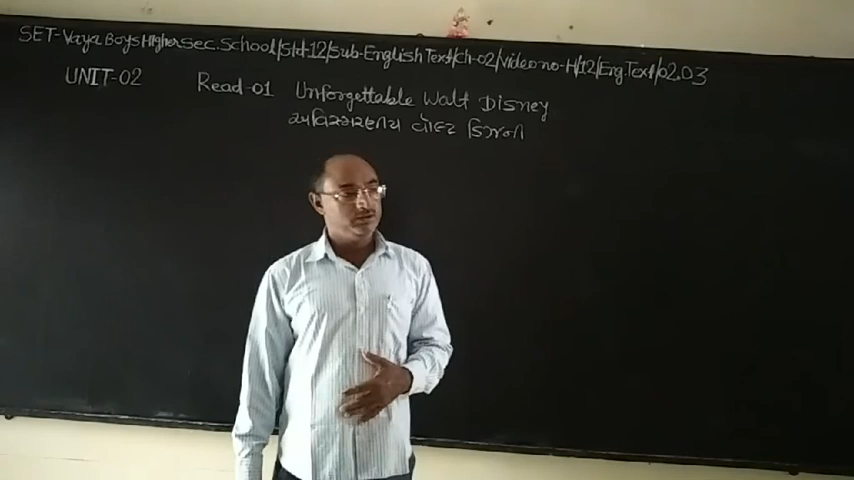 SET-Vaya Boys Higher Sec. School/Std-12/Sub-English Text/Ch-02/Video no-H/12/Eng.Text/02.03
UNIT-02 Read-01 Unforgettable Walt Disney
અવિસ્મરણીય વોલ્ટ ડિઝની